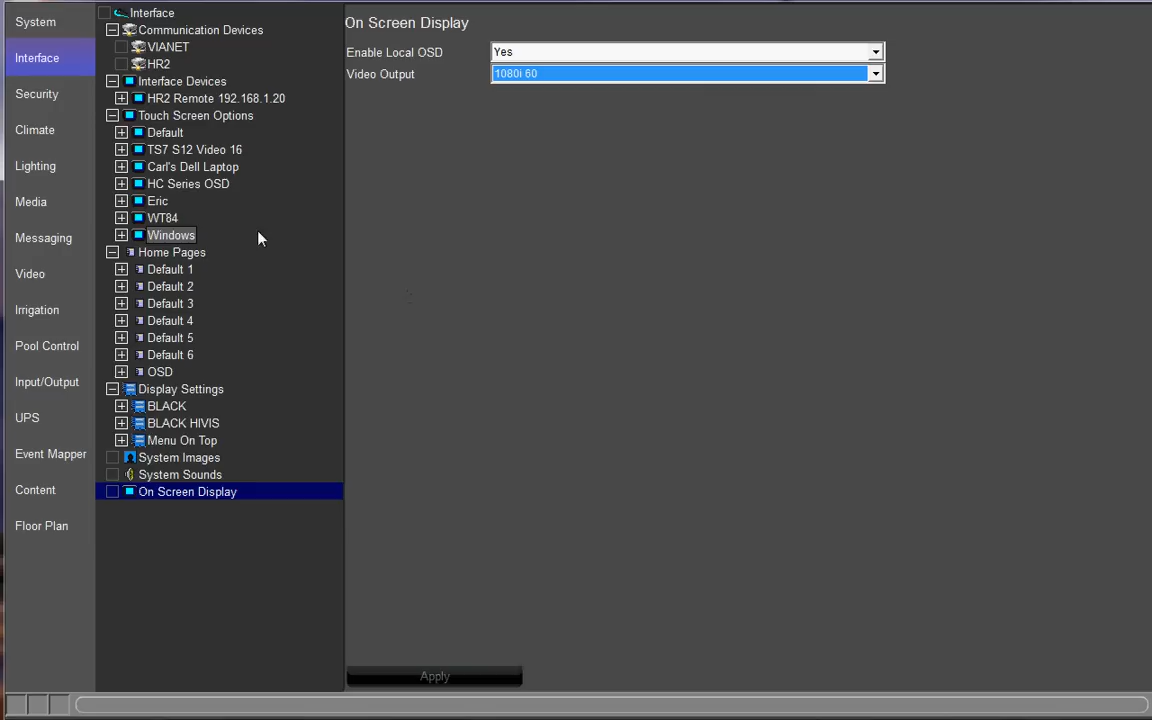 System
Interface
Security
Climate
Lighting
Media
Messaging
Video
Irrigation
Pool Control
Input/Output
UPS
Event Mapper
Content
Floor Plan
Interface
Communication Devices
VIANET
HR2
Interface Devices
HR2 Remote 192.168.1.20
Touch Screen Options
Default
TS7 S12 Video 16
Carl's Dell Laptop
HC Series OSD
Eric
WT84
Windows
Home Pages
Default 1
Default 2
Default 3
Default 4
Default 5
Default 6
OSD
Display Settings
BLACK
BLACK HIVIS
Menu On Top
System Images
System Sounds
On Screen Display
On Screen Display
Enable Local OSD Yes
Video Output 1080i 60
Apply